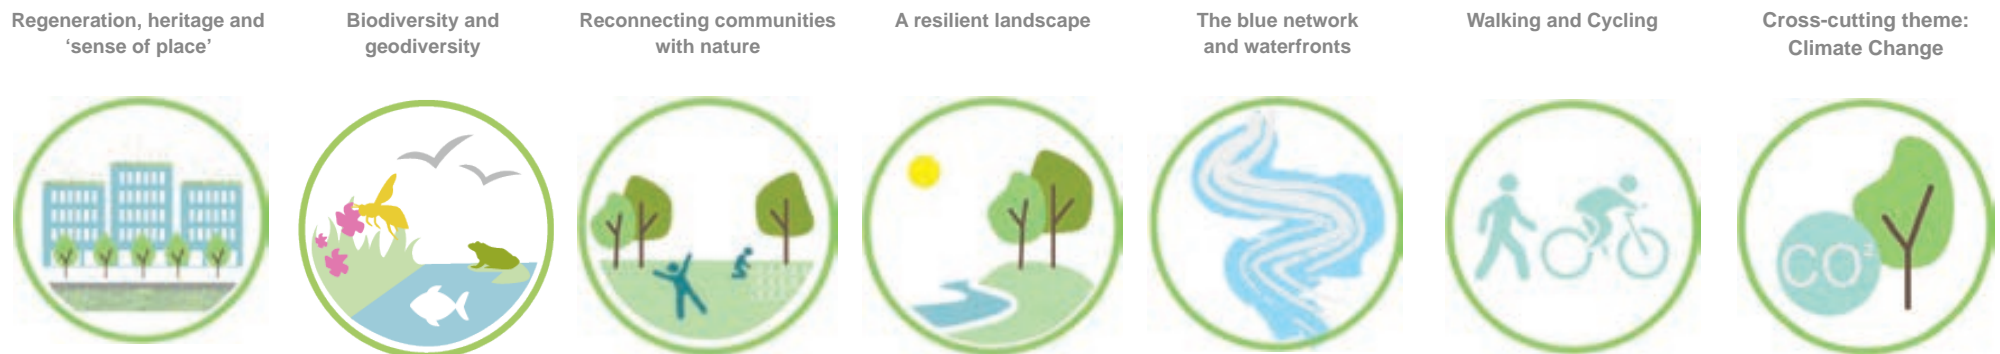 Regeneration, heritage and
‘sense of place’
Biodiversity and
geodiversity
Reconnecting communities
with nature
A resilient landscape
The blue network
and waterfronts
Walking and Cycling
Cross-cutting theme:
Climate Change
CO²